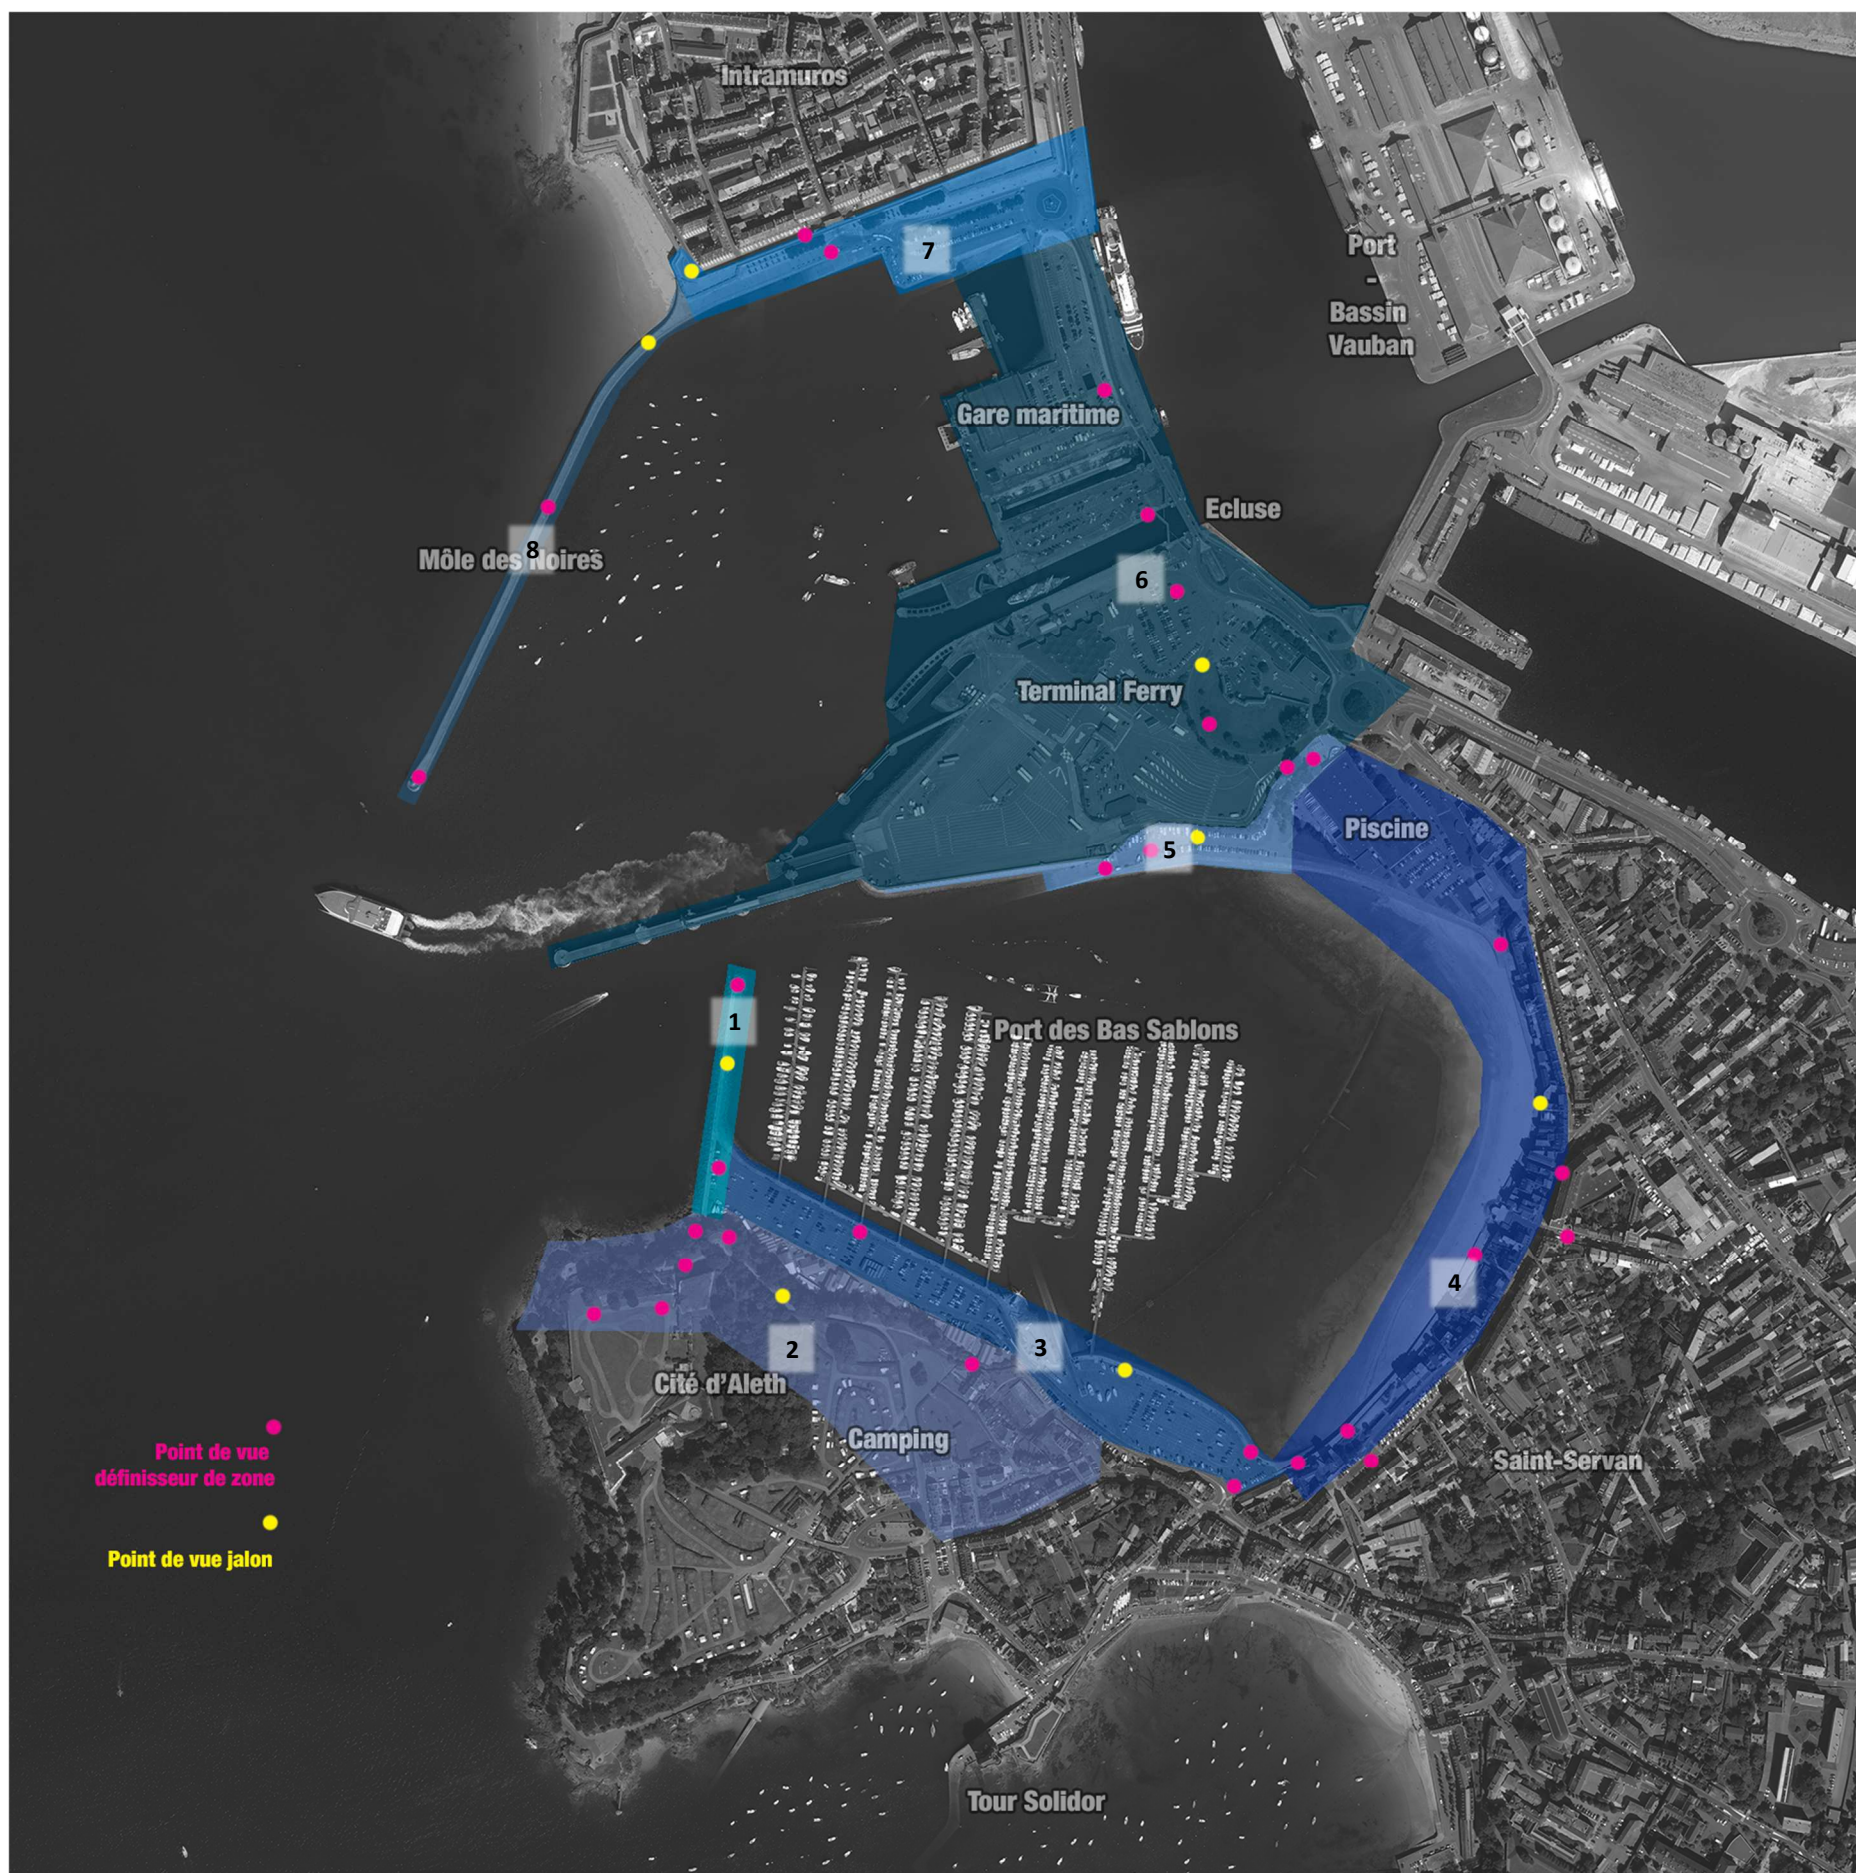 Intramuros
7
Port
-
Bassin
Vauban
Gare maritime
Ecluse
8
Môle des Noires
6
Terminal Ferry
Piscine
5
1
Port des Bas Sablons
4
3
2
Cité d'Aleth
Camping
Point de vue
définisseur de zone
Saint-Servan
Point de vue jalon
Tour Solidor